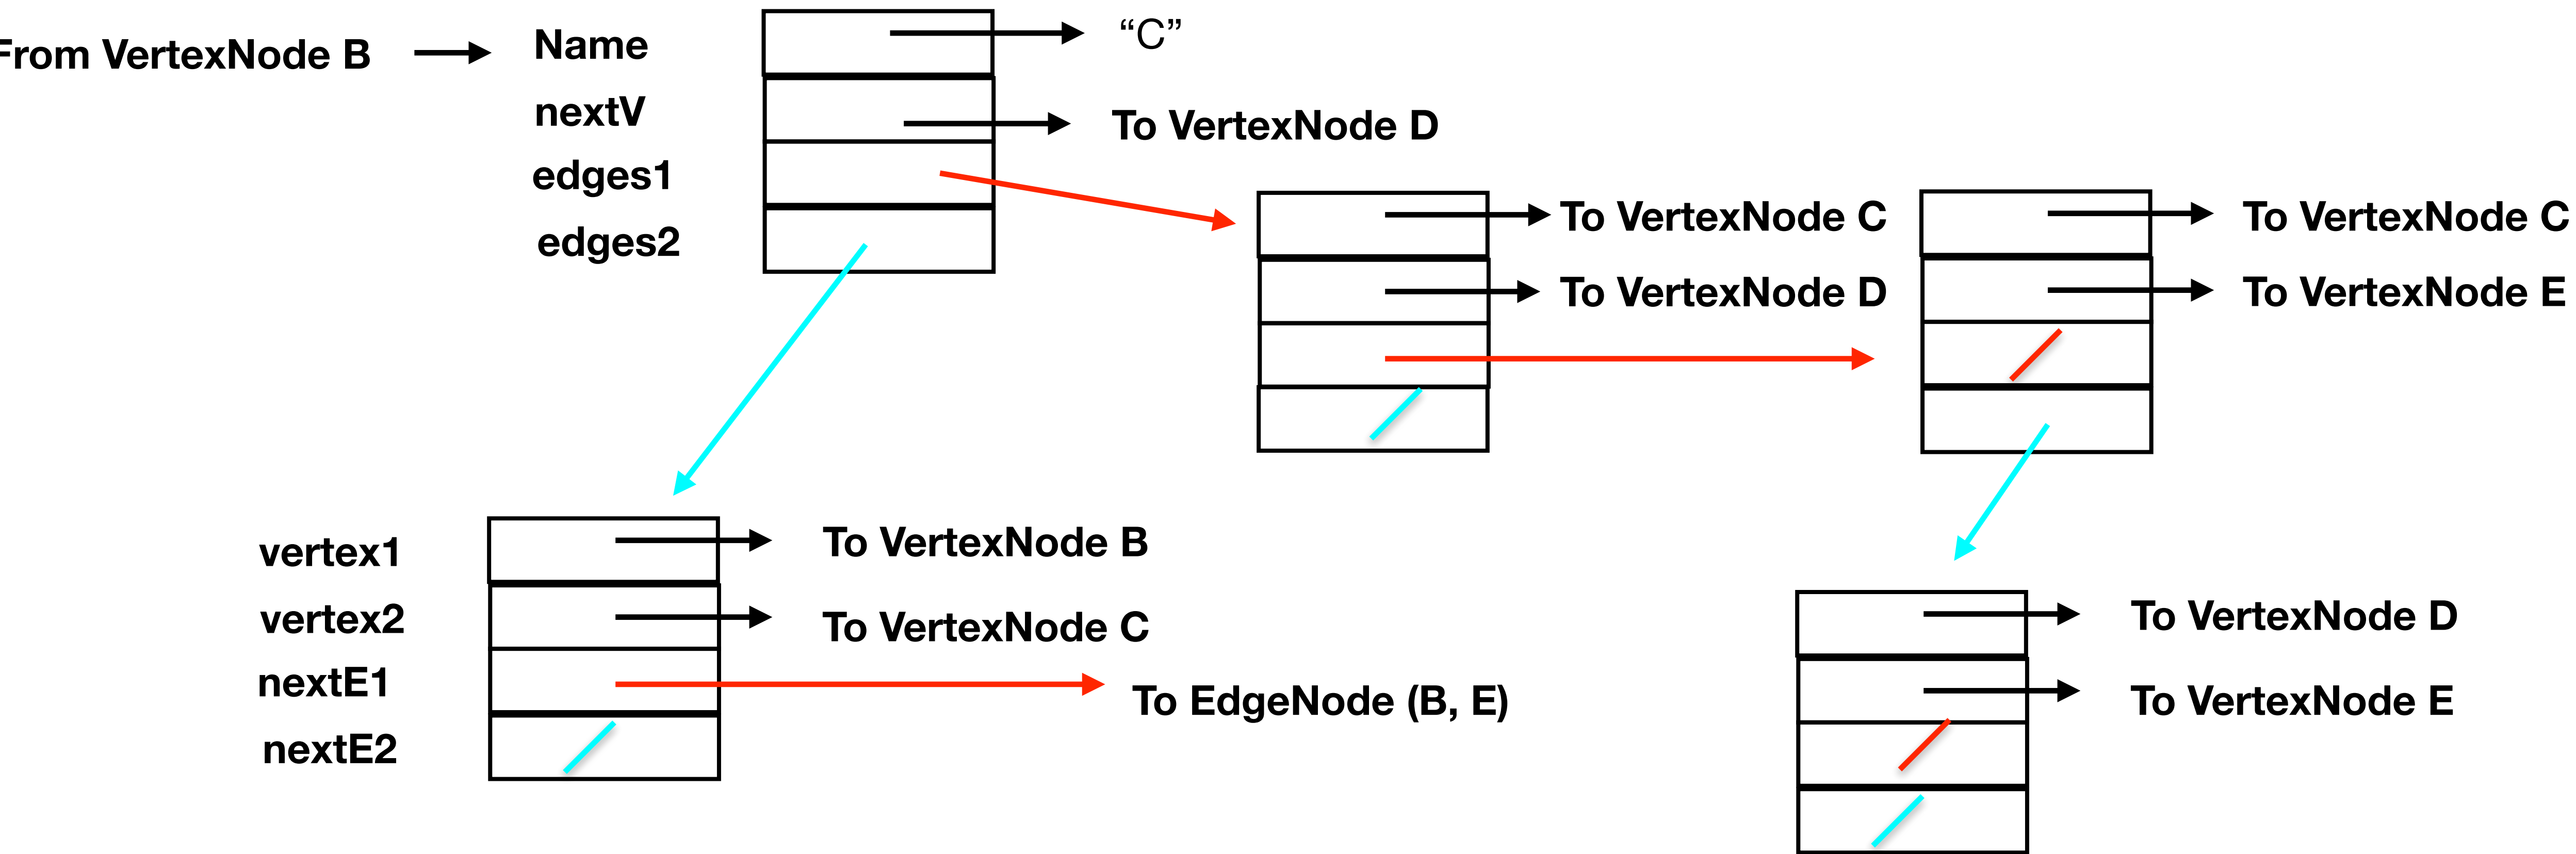 From VertexNode B
Name
“C”
nextV
To VertexNode D
edges1
edges2
To VertexNode C
To VertexNode D
To VertexNode C
To VertexNode E
vertex1
To VertexNode B
vertex2
To VertexNode C
nextE1
To EdgeNode (B, E)
nextE2
To VertexNode D
To VertexNode E